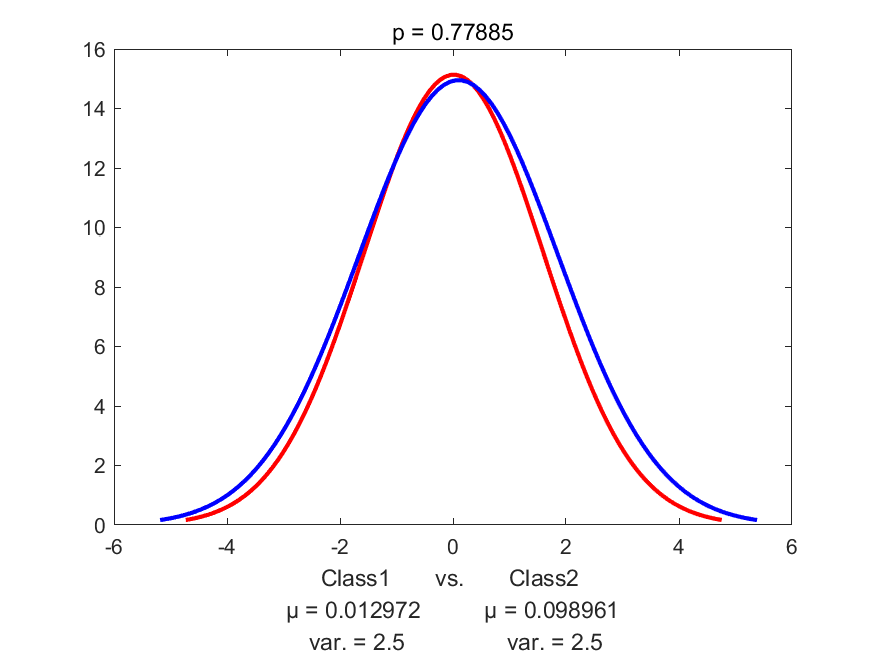 p = 0.77885
16
14
12
10
8
6
4
2
0
-6 -4 -2 0 2 4 6
Class1 vs. Class2
μ = 0.012972 μ = 0.098961
var. = 2.5 var. = 2.5